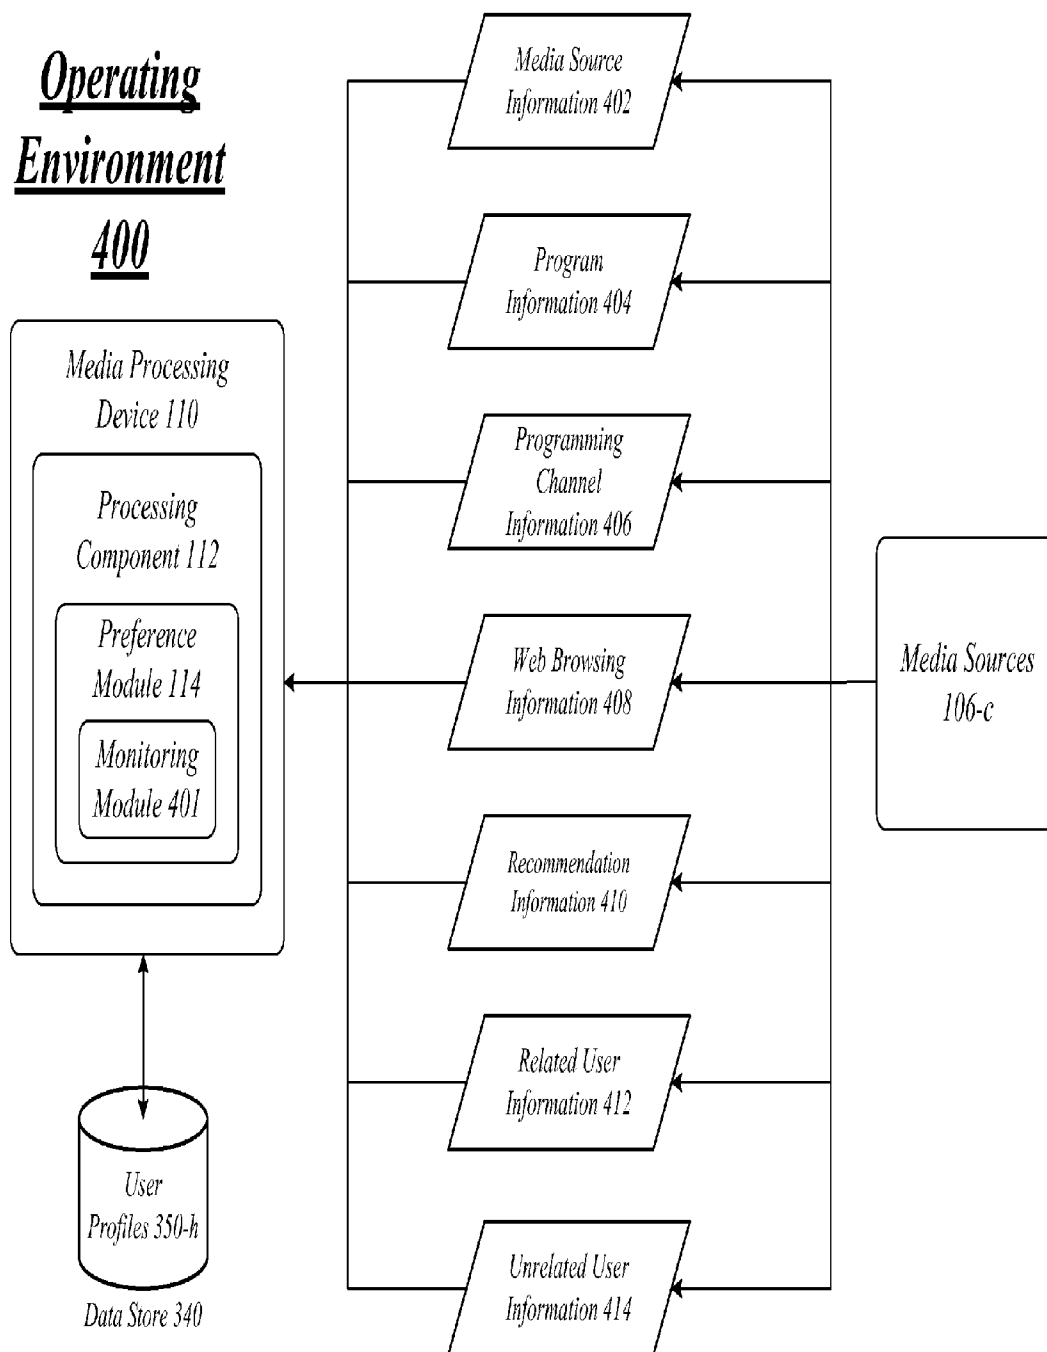 Operating
Environment
400
Media Processing
Device 110
Processing
Component 112
Preference
Module 114
Monitoring
Module 401
User
Profiles 350-h
Data Store 340
Media Source
Information 402
Program
Information 404
Programming
Channel
Information 406
Web Browsing
Information 408
Recommendation
Information 410
Related User
Information 412
Unrelated User
Information 414
Media Sources
106-c